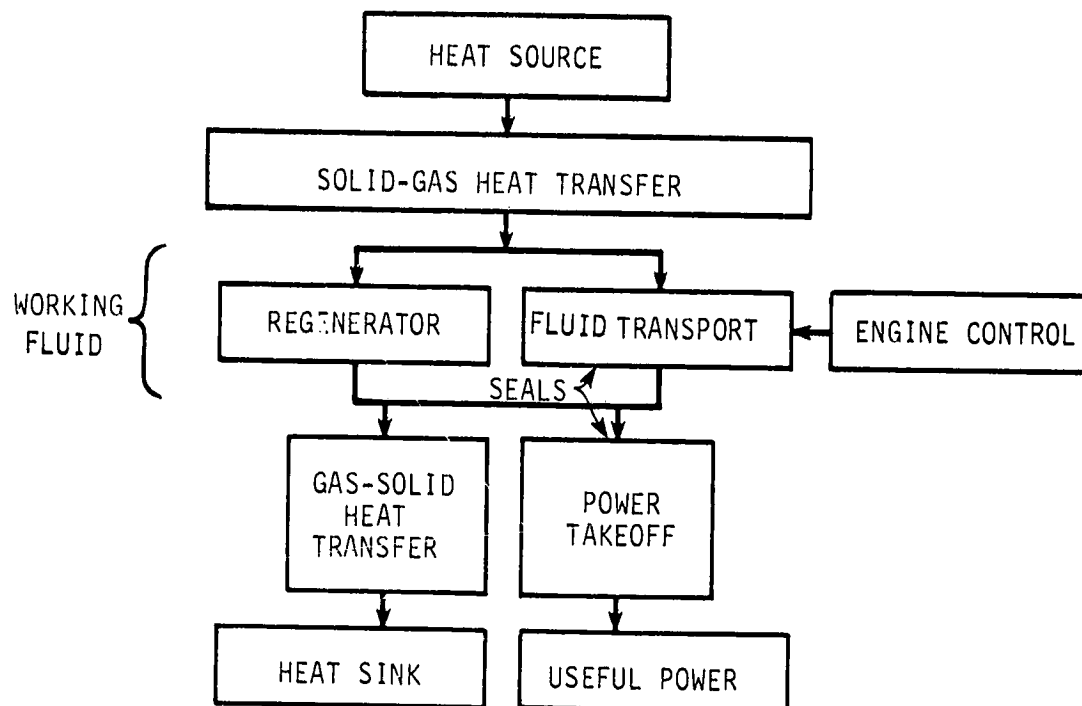 HEAT SOURCE
SOLID-GAS HEAT TRANSFER
WORKING
FLUID
REGENERATOR
FLUID TRANSPORT
ENGINE CONTROL
SEALS
GAS-SOLID
HEAT
TRANSFER
POWER
TAKEOFF
HEAT SINK
USEFUL POWER